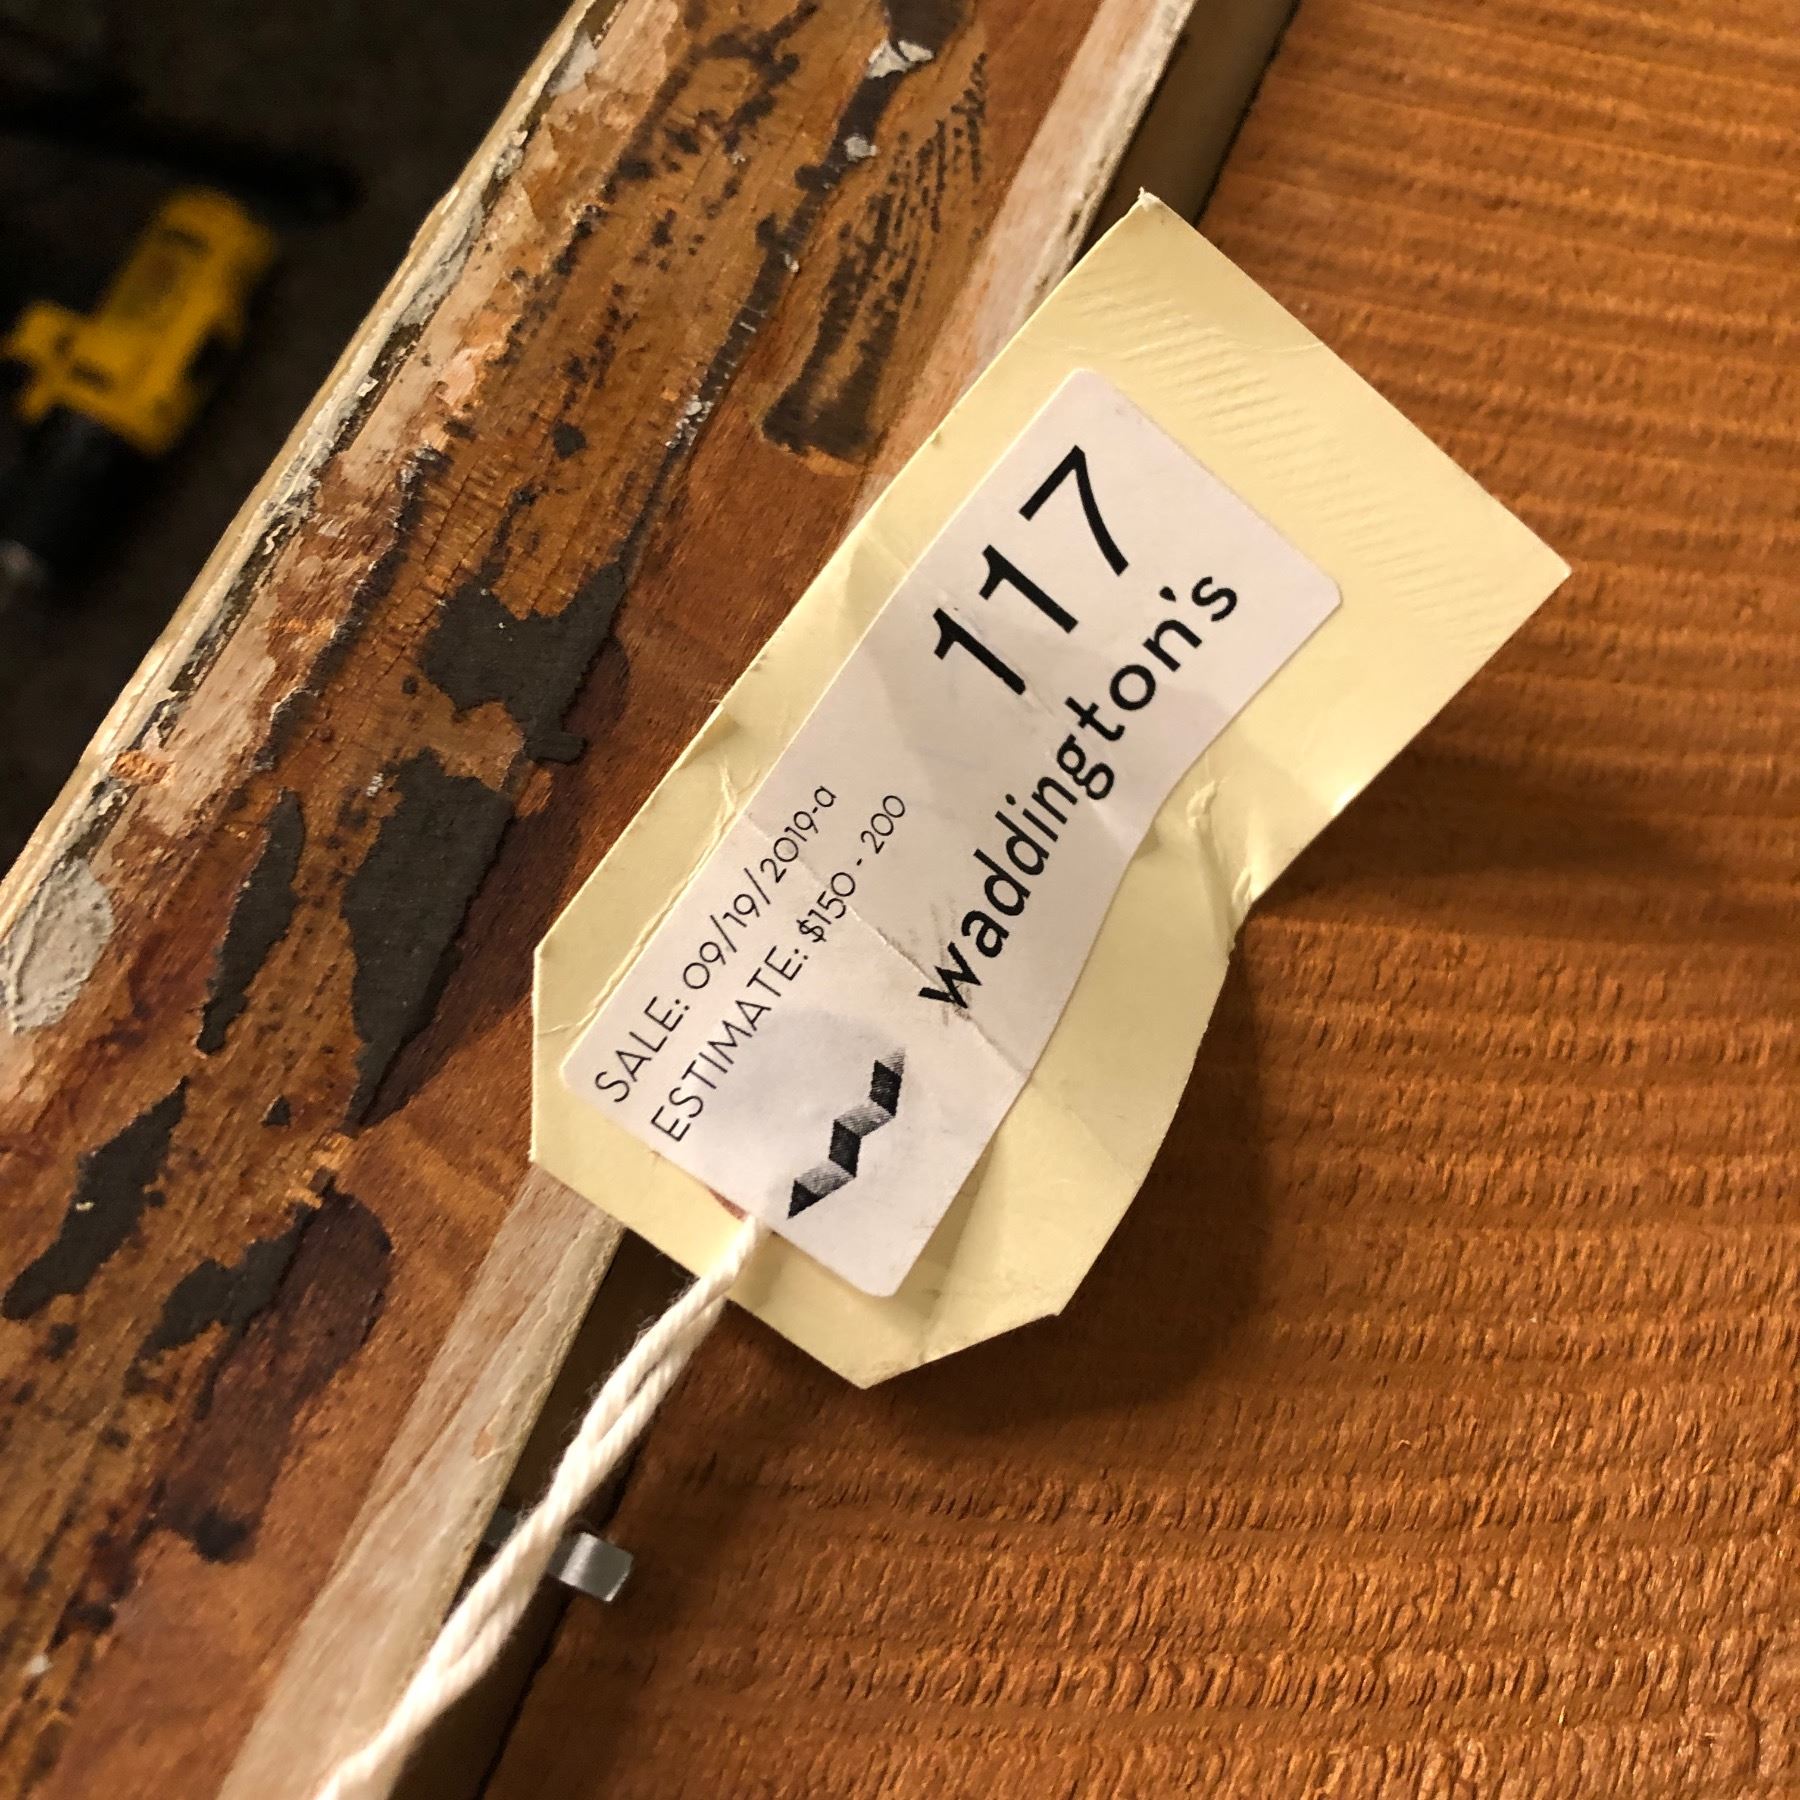 117
waddington's
SALE: 09/19/2019-a
ESTIMATE: $150 - 200